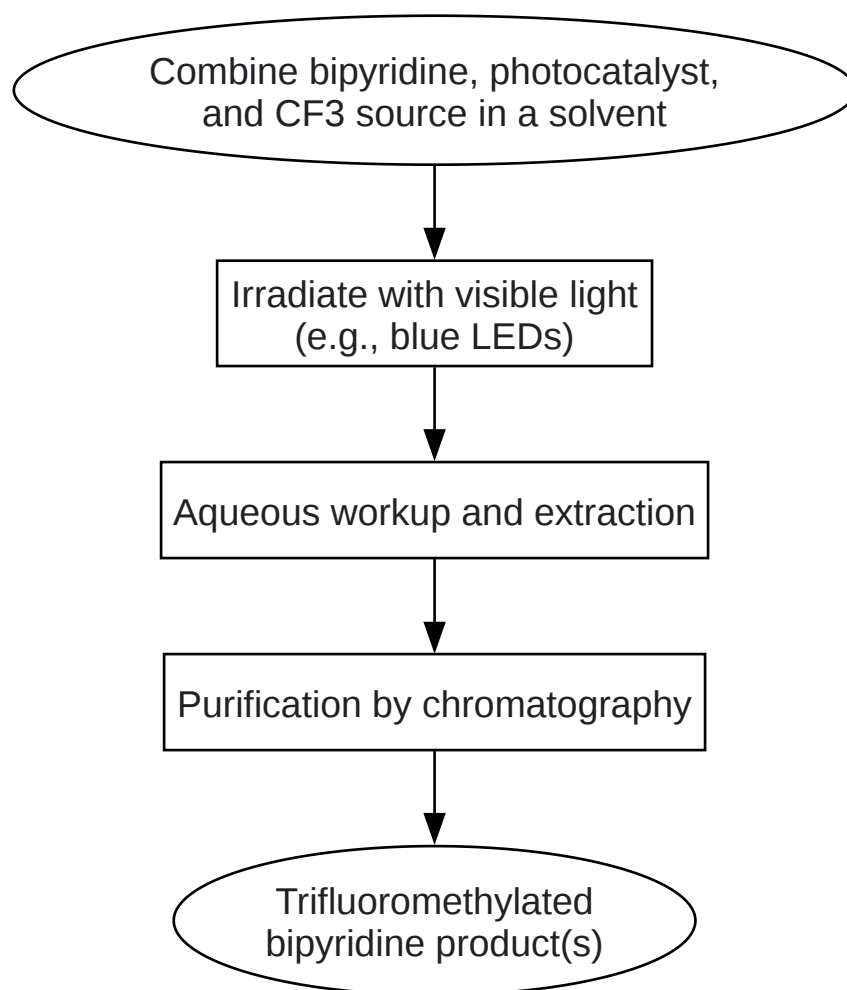 Combine bipyridine, photocatalyst,
and CF3 source in a solvent
Irradiate with visible light
(e.g., blue LEDs)
Aqueous workup and extraction
Purification by chromatography
Trifluoromethylated
bipyridine product(s)